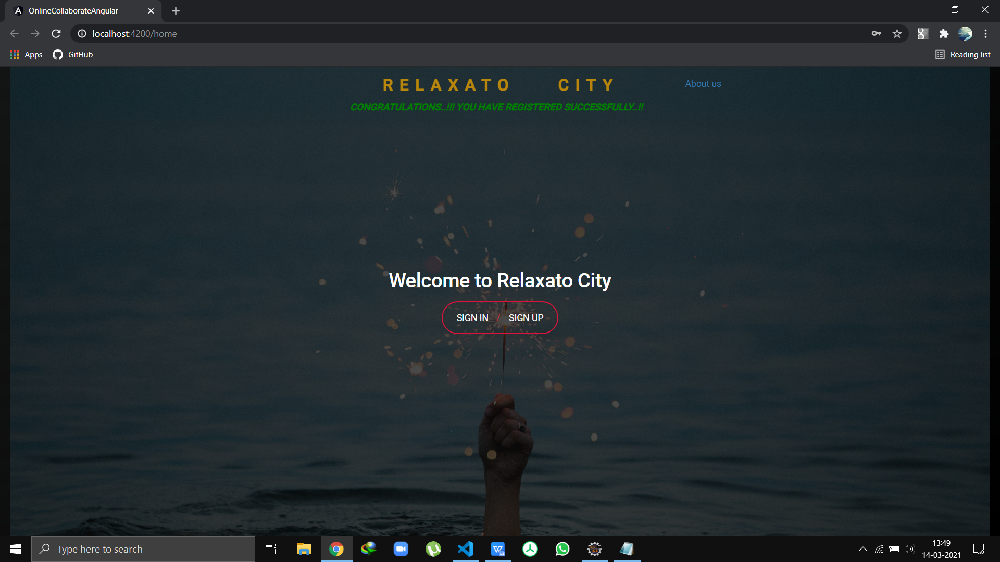 OnlineCollaborateAngular
localhost:4200/home
Apps
GitHub
Reading list
RELAXATO CITY
About us
CONGRATULATIONS..!!! YOU HAVE REGISTERED SUCCESSFULLY..!!
Welcome to Relaxato City
SIGN IN / SIGN UP
Type here to search
13:49
14-03-2021